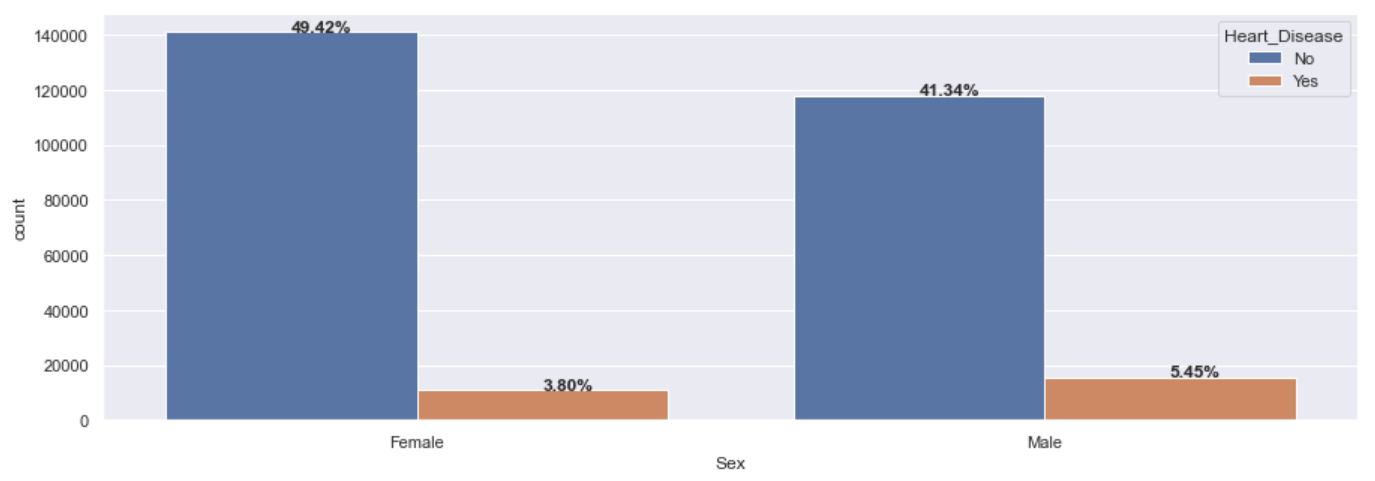 49.42%
41.34%
3.80%
5.45%
Heart_Disease
No
Yes
140000
120000
100000
80000
60000
40000
20000
0
count
Female
Male
Sex